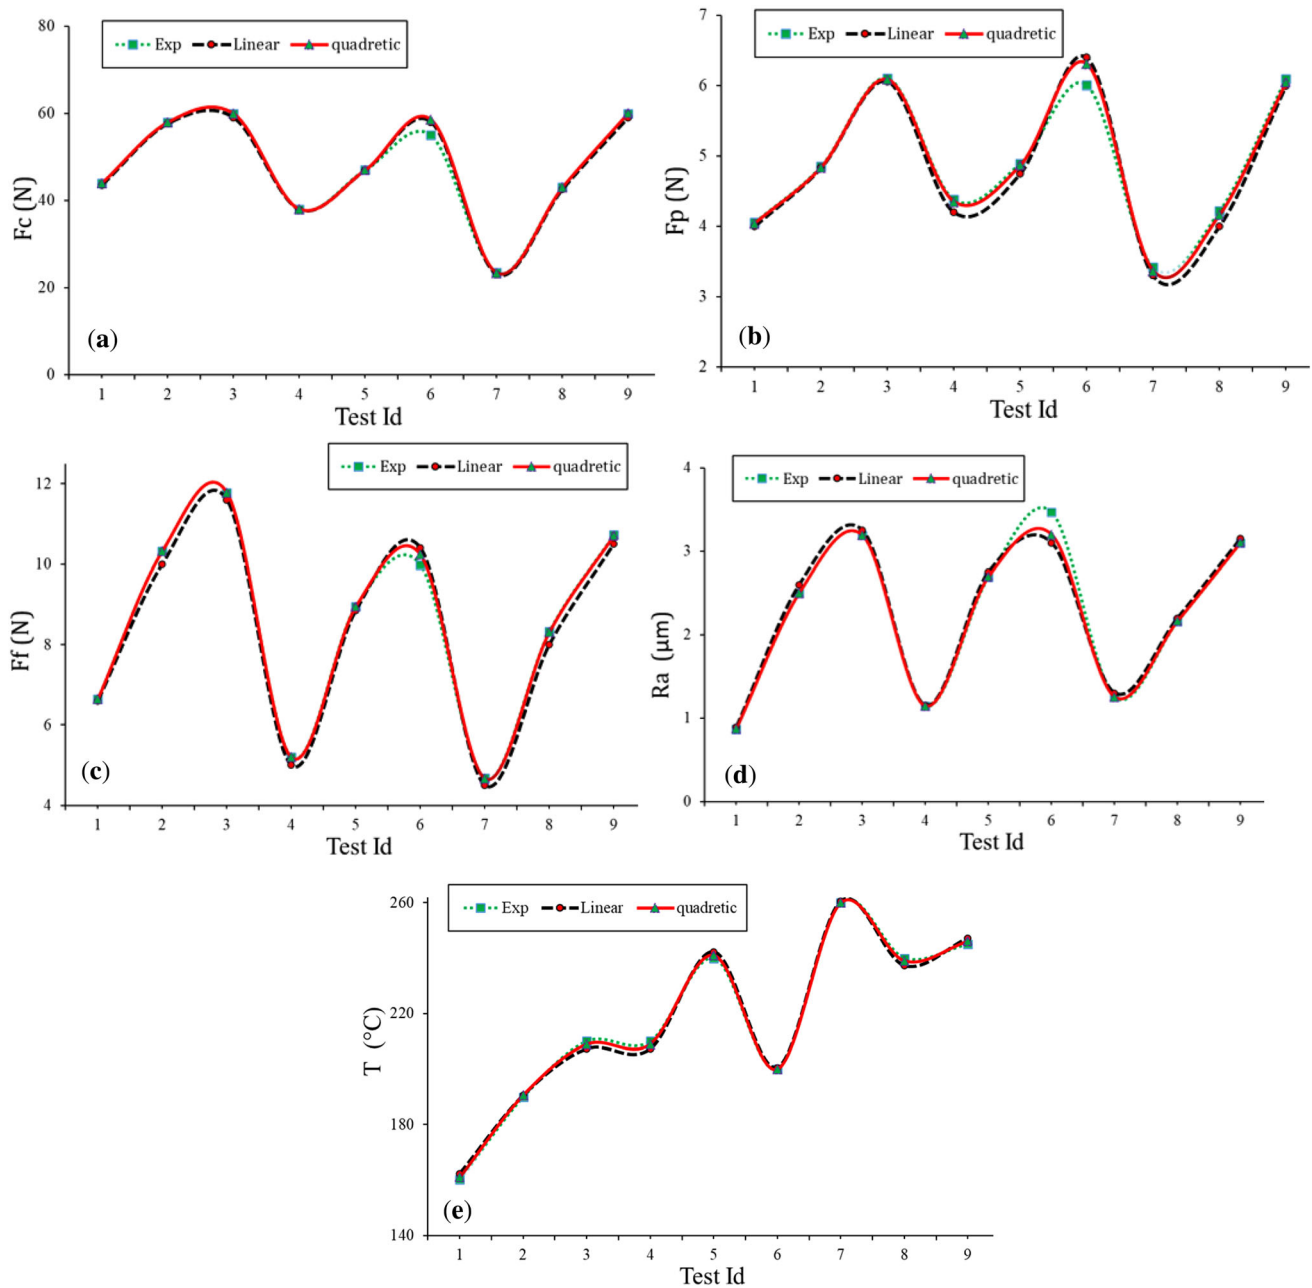 Exp Linear quadretic
80
60
40
20
0
Fc (N)
(a)
1 2 3 4 5 6 7 8 9
Test Id
Exp Linear quadretic
7
6
5
4
3
2
Fp (N)
(b)
1 2 3 4 5 6 7 8 9
Test Id
Exp Linear quadretic
12
10
8
6
4
Ff (N)
(c)
1 2 3 4 5 6 7 8 9
Test Id
Exp Linear quadretic
4
3
2
1
0
Ra (μm)
(d)
1 2 3 4 5 6 7 8 9
Test Id
Exp Linear quadretic
260
220
180
140
T (°C)
(e)
1 2 3 4 5 6 7 8 9
Test Id